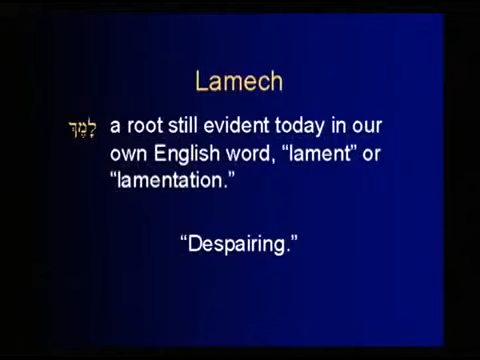 Lamech
לָמֶךְ a root still evident today in our
own English word, “lament” or
“lamentation.”
“Despairing.”